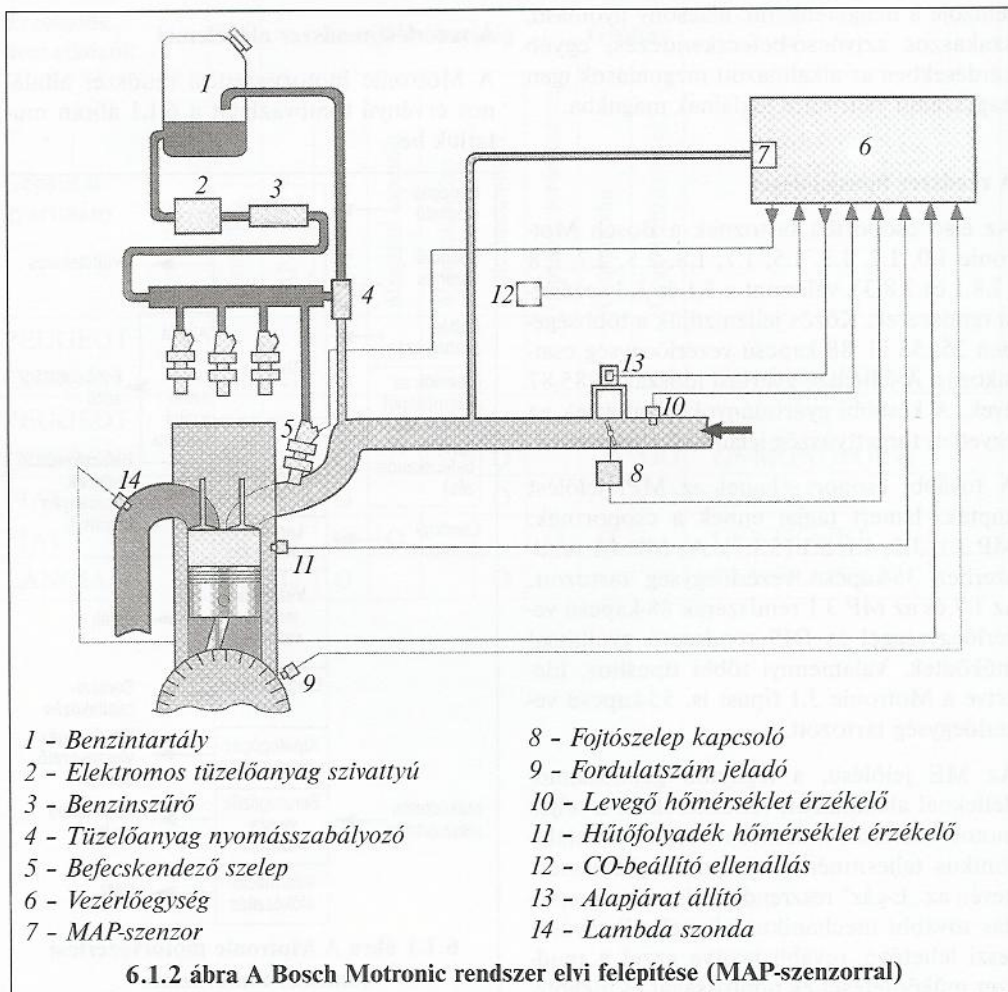 1
2
3
4
5
6
7
8
9
10
11
12
13
14
1 - Benzintartály
2 - Elektromos tüzelőanyag szivattyú
3 - Benzinszűrő
4 - Tüzelőanyag nyomásszabályozó
5 - Befecskendező szelep
6 - Vezérlőegység
7 - MAP-szenzor
8 - Fojtószelep kapcsoló
9 - Fordulatszám jeladó
10 - Levegő hőmérséklet érzékelő
11 - Hűtőfolyadék hőmérséklet érzékelő
12 - CO-beállító ellenállás
13 - Alapjárat állító
14 - Lambda szonda
6.1.2 ábra A Bosch Motronic rendszer elvi felépítése (MAP-szenzorral)